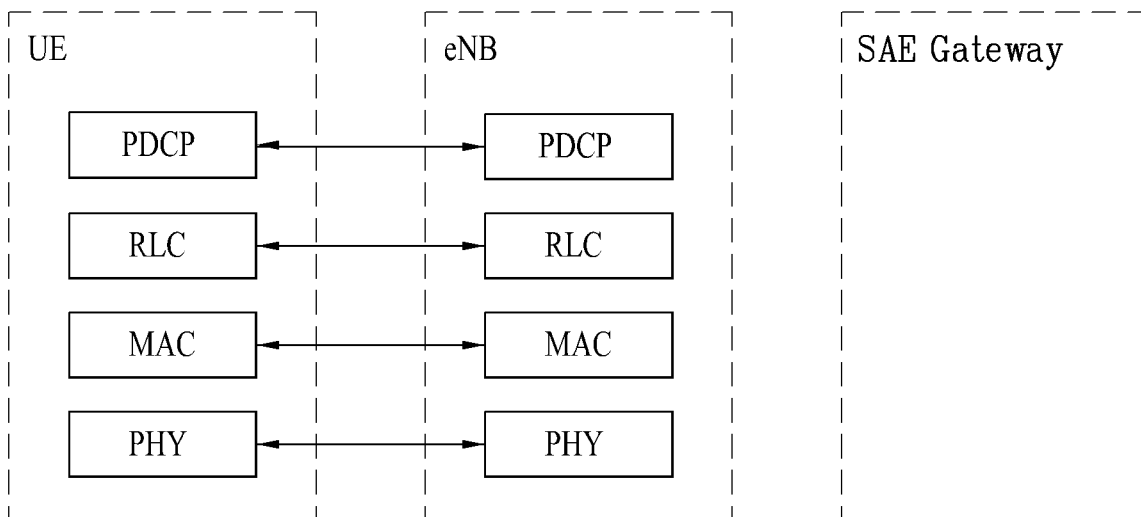 UE
eNB
SAE Gateway
PDCP
PDCP
RLC
RLC
MAC
MAC
PHY
PHY